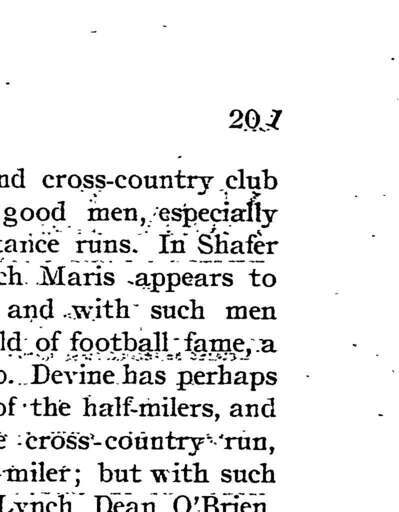 201
nd cross-country club
good men, especially
tance runs. In Shafer
ch Maris appears to
and with such men
ld of football fame, a
o. Devine has perhaps
of the half-milers, and
e cross-country run,
-miler; but with such
Lynch, Dean O'Brien,